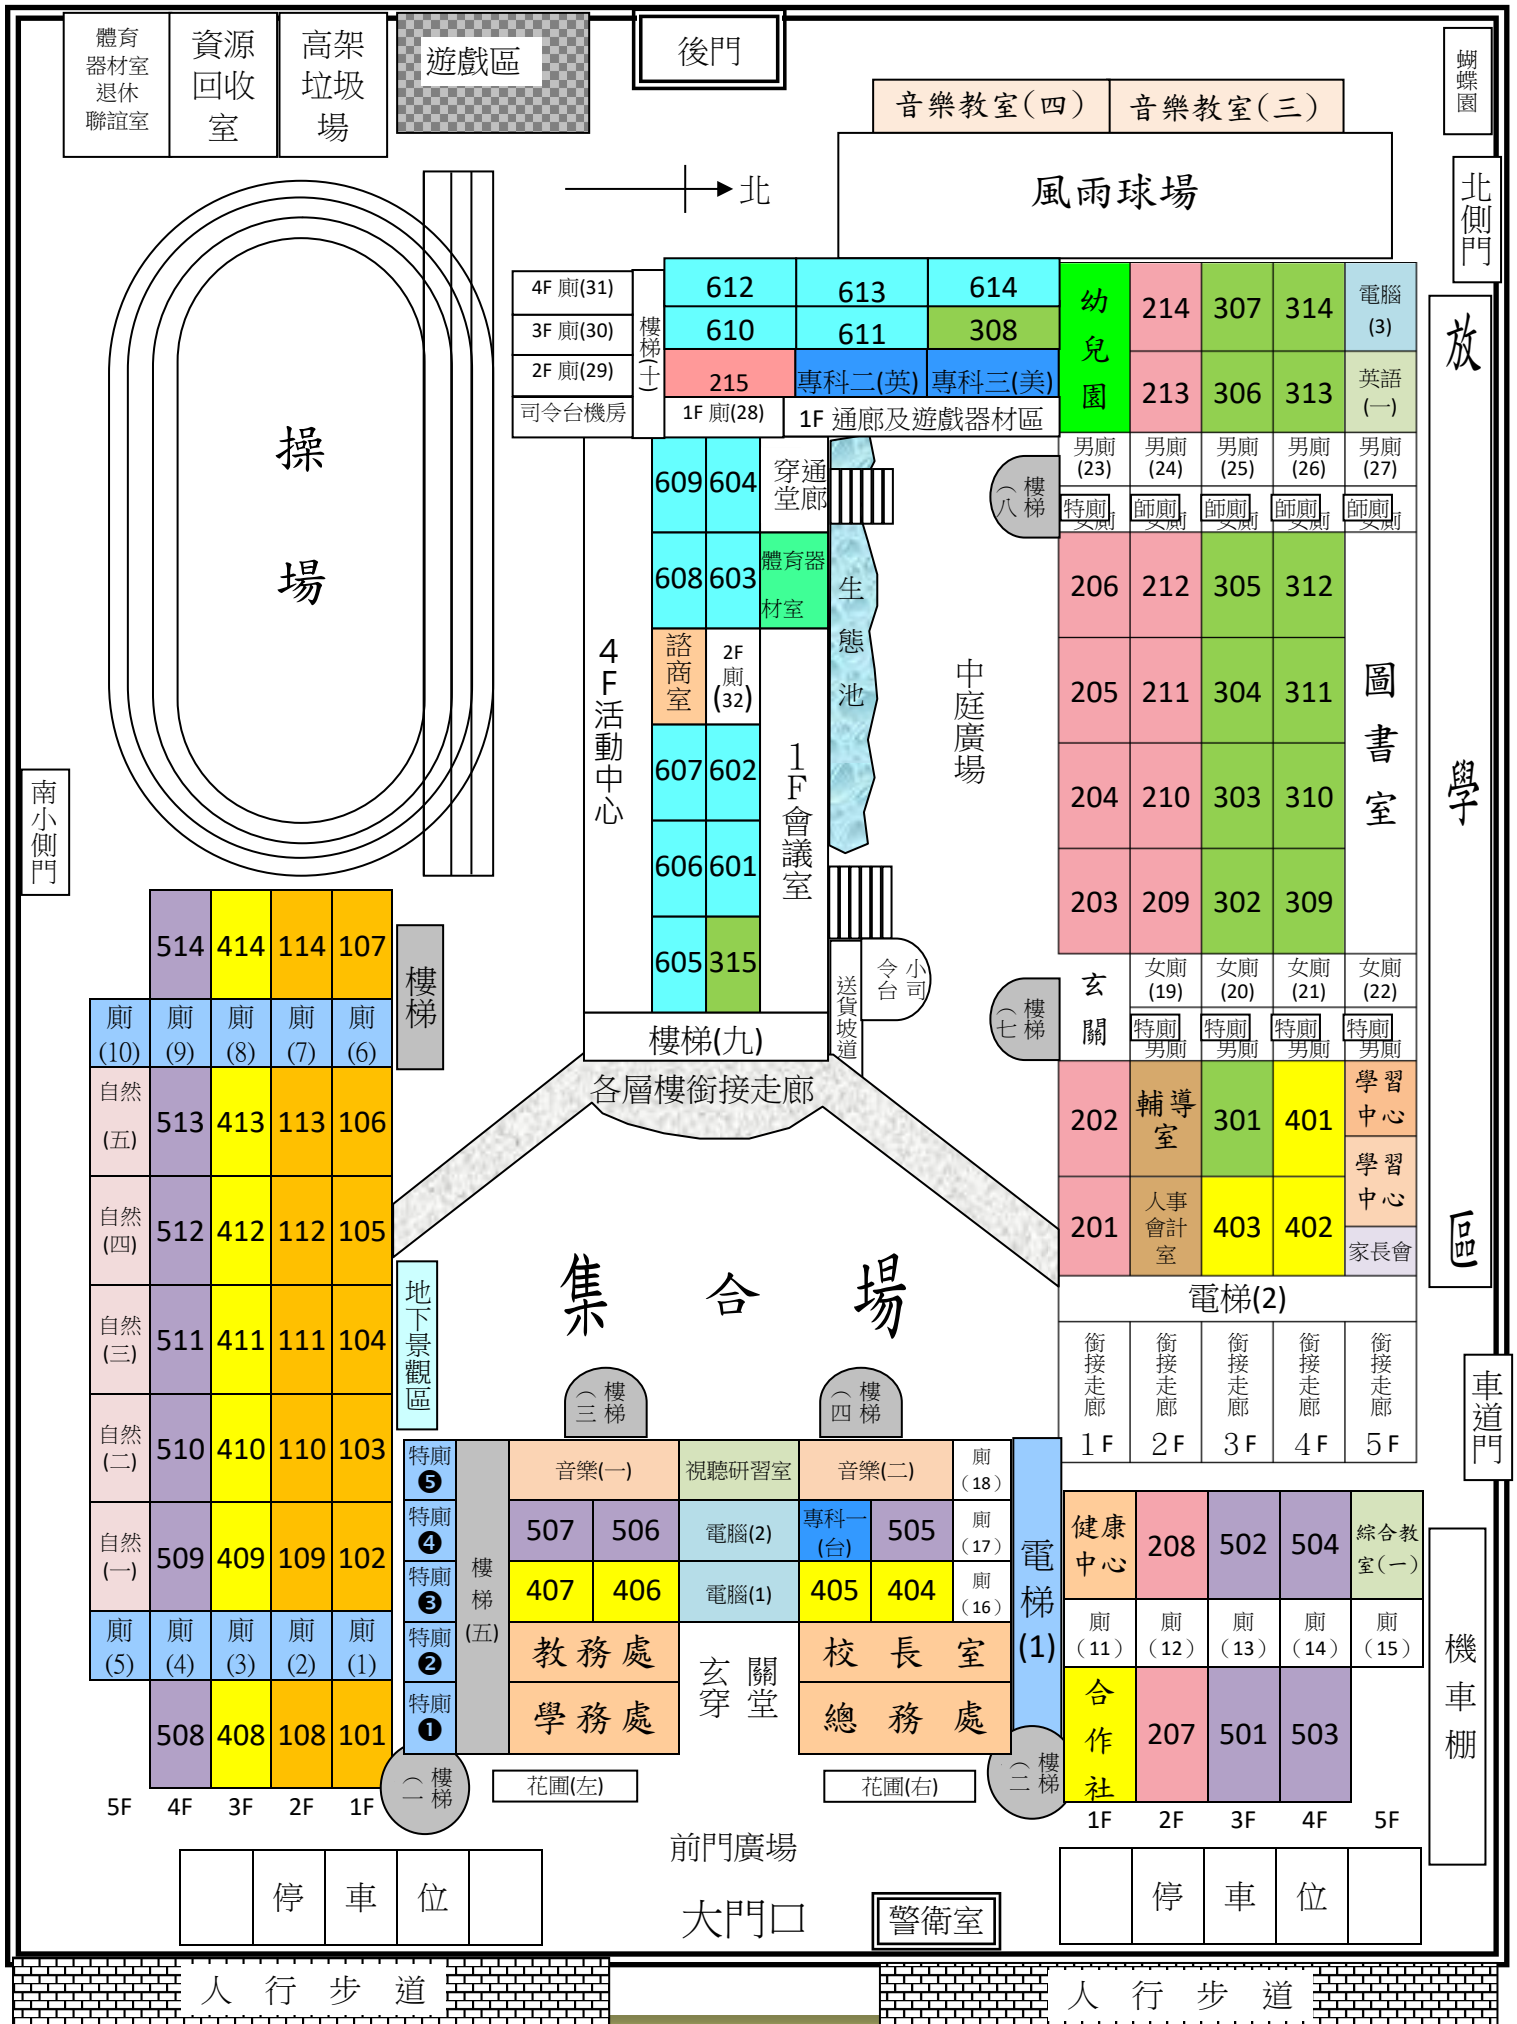 體育
器材室
退休
聯誼室
資源
回收
室
高架
垃圾
場
遊戲區
後門
蝴蝶園
音樂教室(四)
音樂教室(三)
風雨球場
北
北側門
4F 廁(31)
3F 廁(30)
2F 廁(29)
司令台機房
樓梯(十)
612
613
614
610
611
308
215
專科二(英)
專科三(美)
1F 廁(28)
1F 通廊及遊戲器材區
幼兒園
214
307
314
電腦
(3)
213
306
313
英語
(一)
男廁
(23)
男廁
(24)
男廁
(25)
男廁
(26)
男廁
(27)
樓梯(八
特廁
女廁
師廁
女廁
師廁
女廁
師廁
女廁
師廁
女廁
放學區
操場
南小側門
4F活動中心
609
604
穿堂
通廊
608
603
體育器
材室
諮商室
2F
廁
(32)
607
602
606
601
605
315
1F會議室
生態池
中庭廣場
小司
令台
送貨坡道
樓梯(九)
各層樓銜接走廊
206
212
305
312
205
211
304
311
204
210
303
310
203
209
302
309
圖書室
玄關
樓梯(七
女廁
(19)
女廁
(20)
女廁
(21)
女廁
(22)
特廁
男廁
特廁
男廁
特廁
男廁
特廁
男廁
202
輔導
室
301
401
學習
中心
學習
中心
201
人事
會計
室
403
402
家長會
電梯(2)
銜接走廊
1F
銜接走廊
2F
銜接走廊
3F
銜接走廊
4F
銜接走廊
5F
車道門
514
414
114
107
樓梯
廁
(10)
廁
(9)
廁
(8)
廁
(7)
廁
(6)
自然
(五)
513
413
113
106
自然
(四)
512
412
112
105
自然
(三)
511
411
111
104
自然
(二)
510
410
110
103
自然
(一)
509
409
109
102
廁
(5)
廁
(4)
廁
(3)
廁
(2)
廁
(1)
508
408
108
101
5F
4F
3F
2F
1F
地下景觀區
集合場
樓梯(三
樓梯(四
特廁
❺
音樂(一)
視聽研習室
音樂(二)
廁
(18)
特廁
❹
507
506
電腦(2)
專科一
(台)
505
廁
(17)
特廁
❸
407
406
電腦(1)
405
404
廁
(16)
樓梯(五)
特廁
❷
教務處
校長室
特廁
❶
學務處
總務處
玄關
穿堂
電梯(1)
樓梯(一
樓梯(二
花圃(左)
花圃(右)
健康
中心
208
502
504
綜合教
室(一)
廁
(11)
廁
(12)
廁
(13)
廁
(14)
廁
(15)
合作社
207
501
503
1F
2F
3F
4F
5F
機車棚
前門廣場
大門口
警衛室
停車位
停車位
人行步道
人行步道